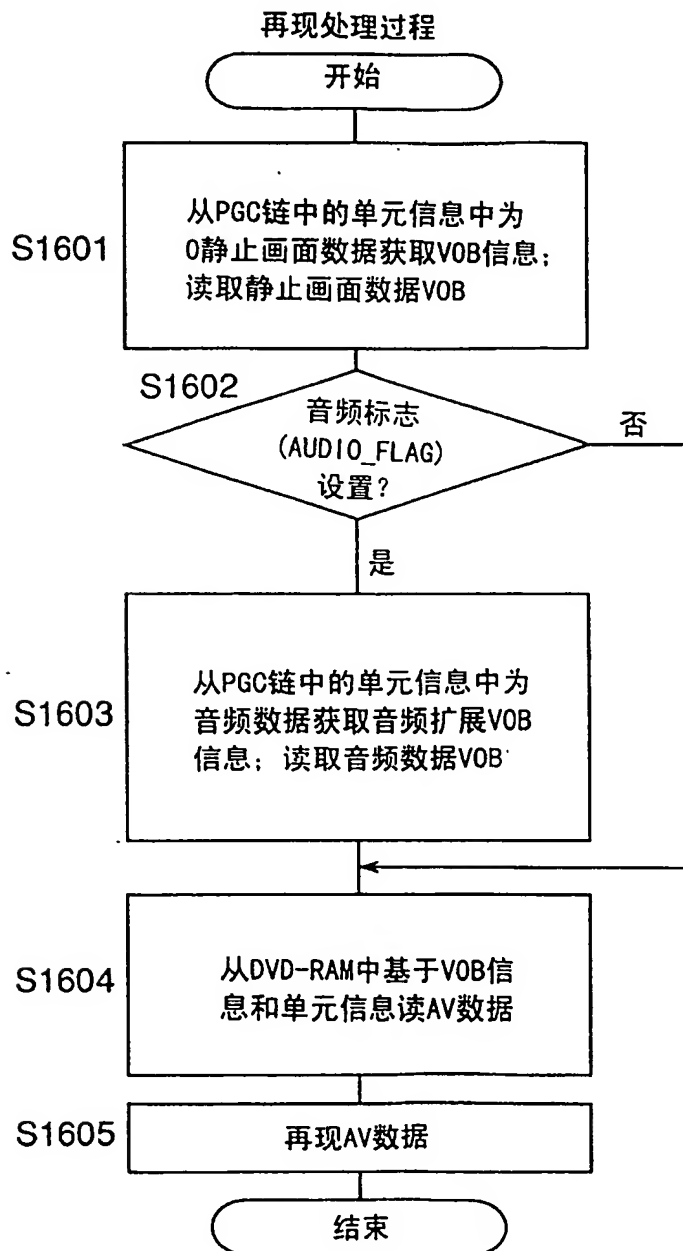 再现处理过程
开始
S1601
从PGC链中的单元信息中为
0静止画面数据获取VOB信息;
读取静止画面数据VOB
S1602
音频标志
(AUDIO_FLAG)
设置?
否
是
S1603
从PGC链中的单元信息中为
音频数据获取音频扩展VOB
信息; 读取音频数据VOB
S1604
从DVD-RAM中基于VOB信
息和单元信息读AV数据
S1605
再现AV数据
结束